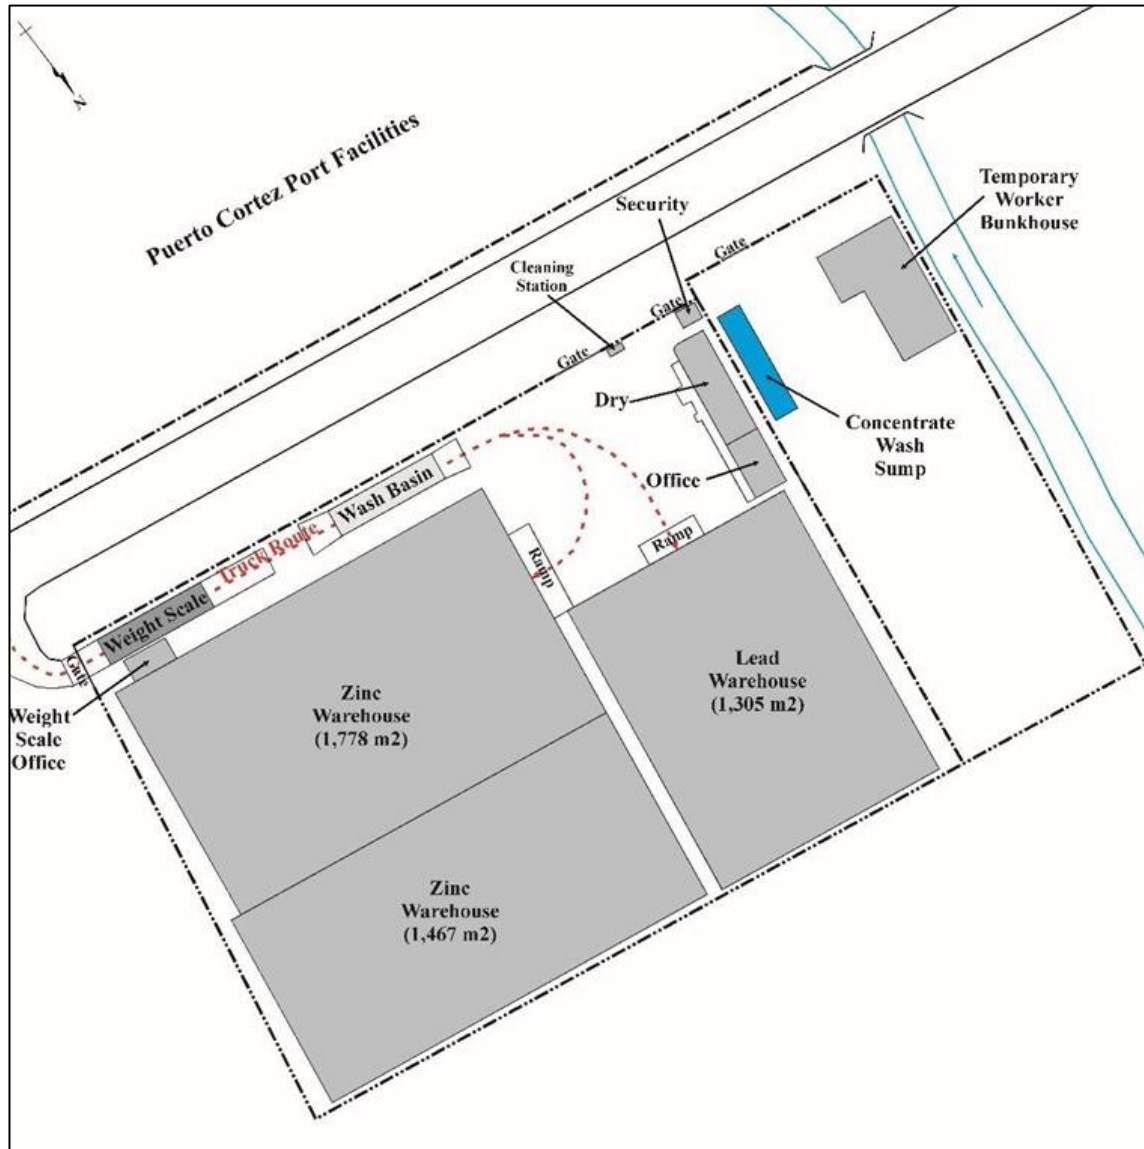 N
Puerto Cortez Port Facilities
Temporary
Worker
Bunkhouse
Security
Gate
Cleaning
Station
Gate
Gate
Dry
Concentrate
Wash
Sump
Office
Wash Basin
Truck Route
Ramp
Ramp
Weight Scale
Gate
Weight
Scale
Office
Zinc
Warehouse
(1,778 m2)
Lead
Warehouse
(1,305 m2)
Zinc
Warehouse
(1,467 m2)